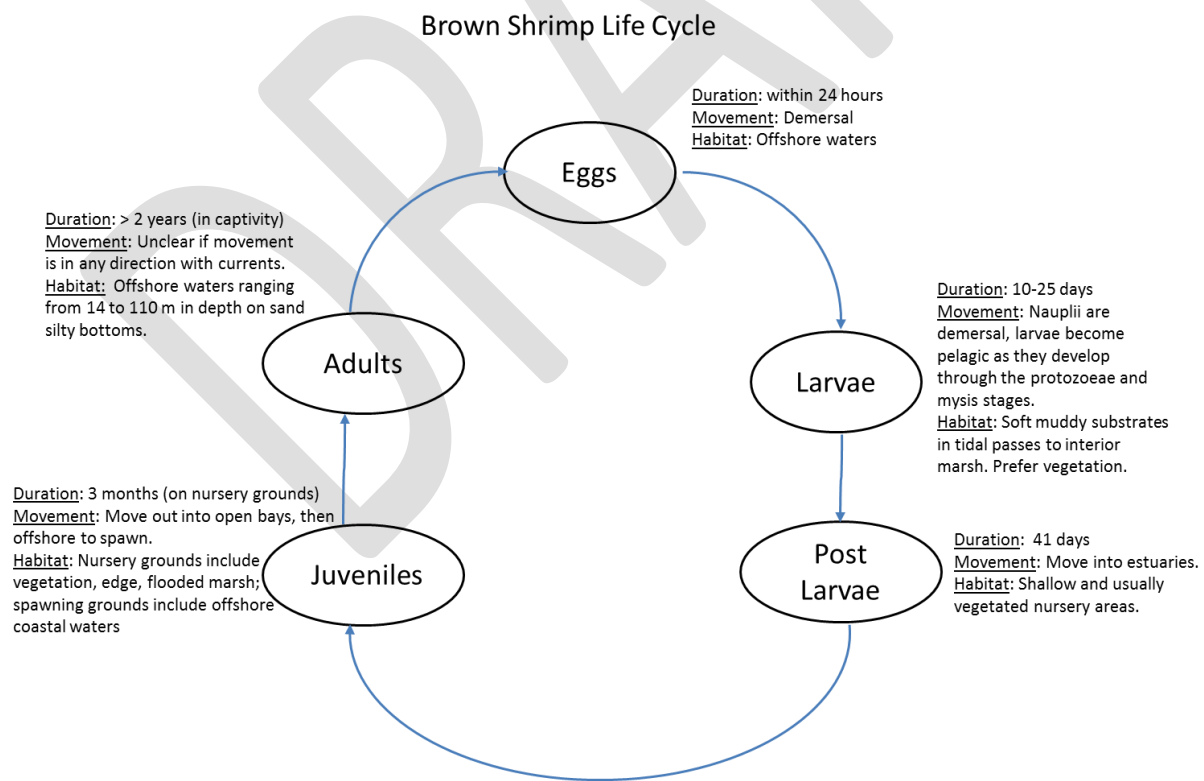 Brown Shrimp Life Cycle
Duration: within 24 hours
Movement: Demersal
Habitat: Offshore waters
Eggs
Duration: > 2 years (in captivity)
Movement: Unclear if movement
is in any direction with currents.
Habitat: Offshore waters ranging
from 14 to 110 m in depth on sand
silty bottoms.
Adults
Duration: 10-25 days
Movement: Nauplii are
demersal, larvae become
pelagic as they develop
through the protozoeae and
mysis stages.
Habitat: Soft muddy substrates
in tidal passes to interior
marsh. Prefer vegetation.
Larvae
Duration: 3 months (on nursery grounds)
Movement: Move out into open bays, then
offshore to spawn.
Habitat: Nursery grounds include
vegetation, edge, flooded marsh;
spawning grounds include offshore
coastal waters
Juveniles
Post
Larvae
Duration: 41 days
Movement: Move into estuaries.
Habitat: Shallow and usually
vegetated nursery areas.